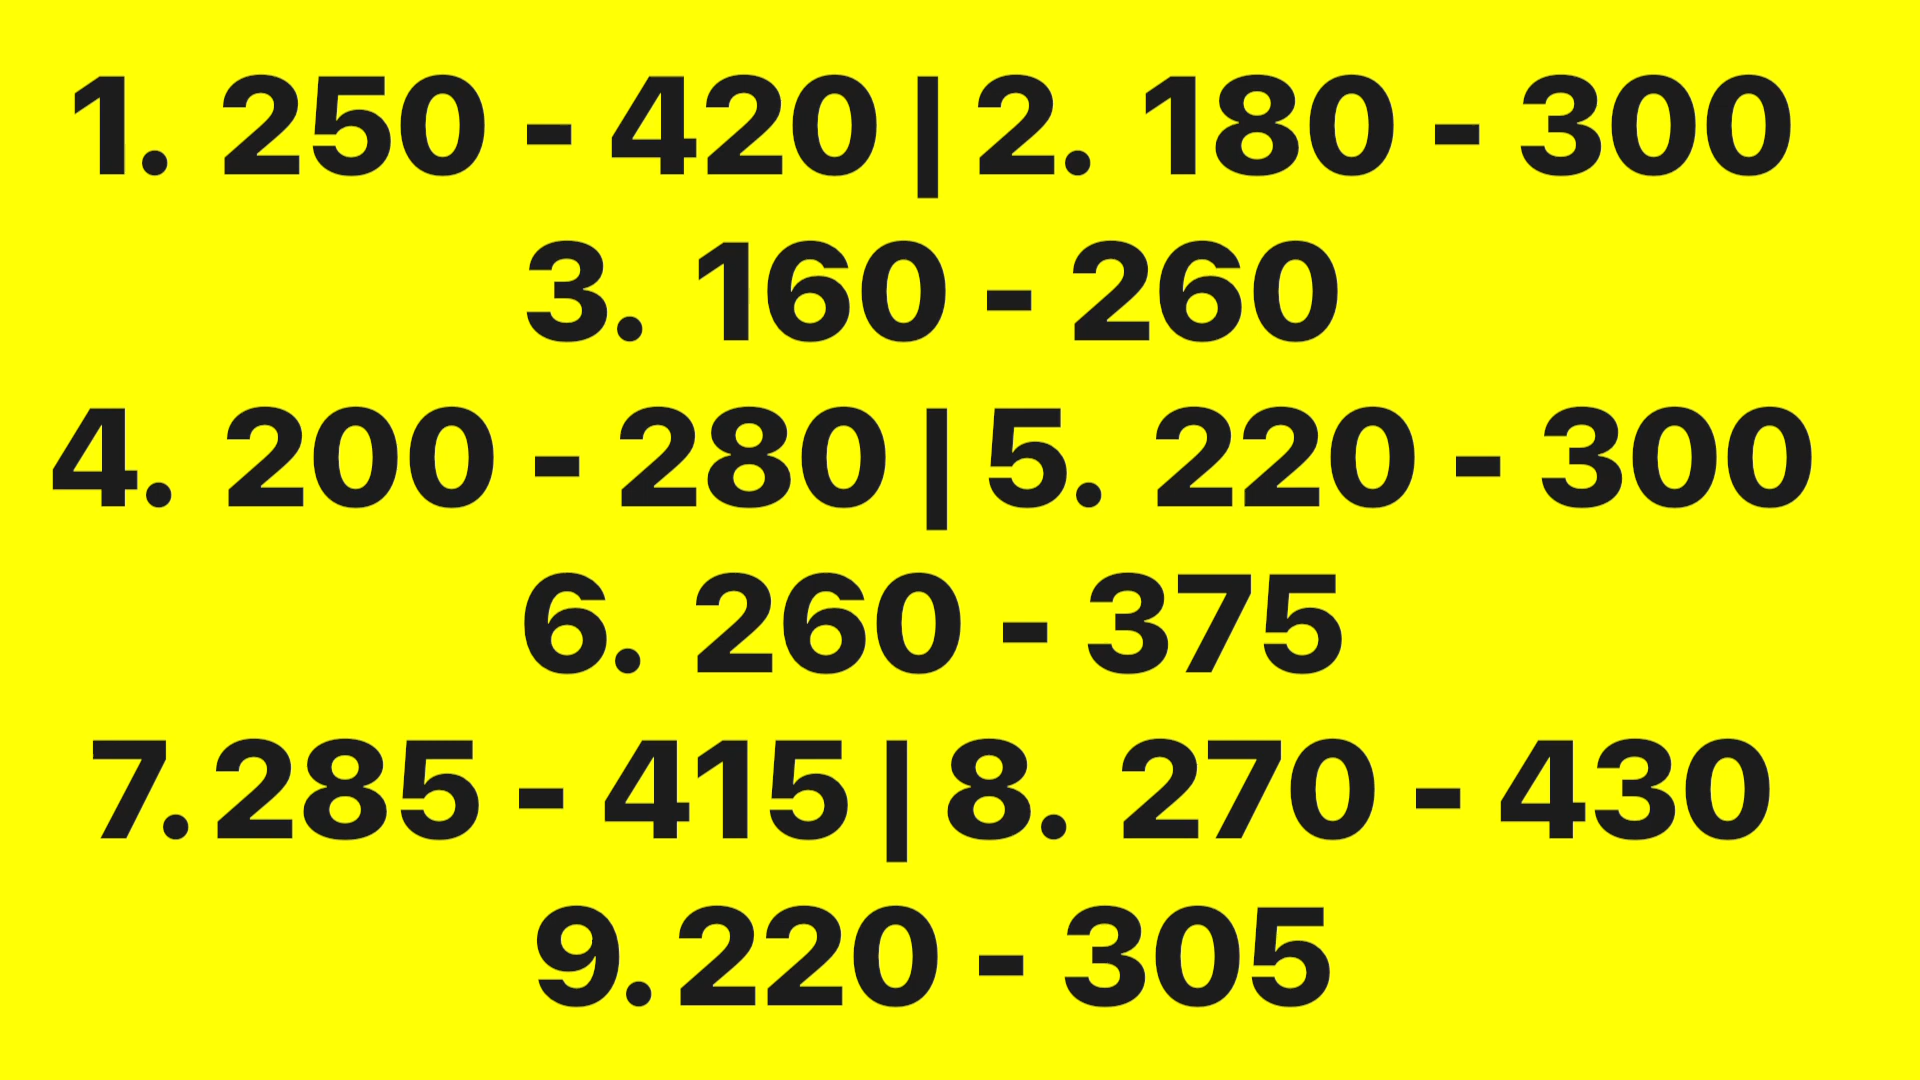 1. 250 - 420 | 2. 180 - 300
3. 160 - 260
4. 200 - 280 | 5. 220 - 300
6. 260 - 375
7. 285 - 415 | 8. 270 - 430
9. 220 - 305